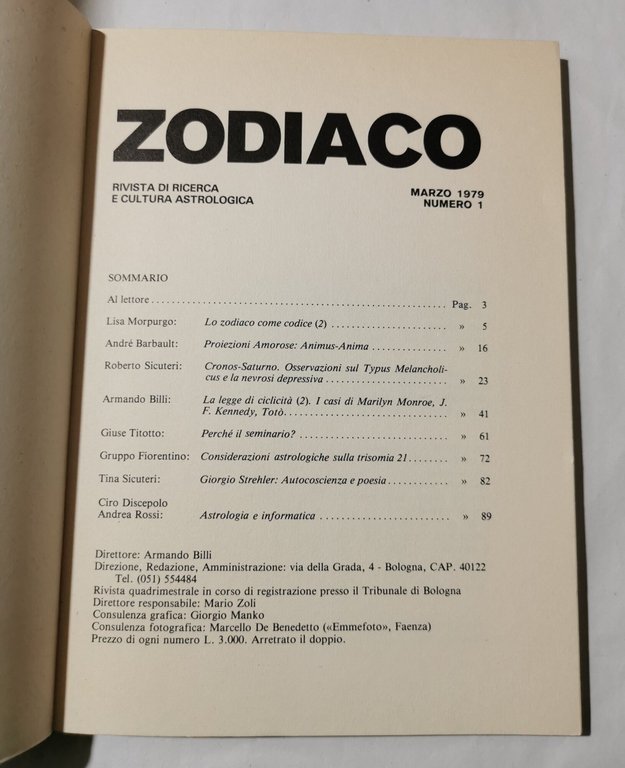 ZODIACO
RIVISTA DI RICERCA
E CULTURA ASTROLOGICA
MARZO 1979
NUMERO 1
SOMMARIO
Al lettore ........................................................ Pag. 3
Lisa Morpurgo: Lo zodiaco come codice (2) ...................... » 5
André Barbault: Proiezioni Amorose: Animus-Anima .............. » 16
Roberto Sicuteri: Cronos-Saturno. Osservazioni sul Typus Melancholi-
cus e la nevrosi depressiva ..................... » 23
Armando Billi: La legge di ciclicità (2). I casi di Marilyn Monroe, J.
F. Kennedy, Totò............................ » 41
Giuse Titotto: Perché il seminario? ........................... » 61
Gruppo Fiorentino: Considerazioni astrologiche sulla trisomia 21....... » 72
Tina Sicuteri: Giorgio Strehler: Autocoscienza e poesia ........... » 82
Ciro Discepolo
Andrea Rossi: Astrologia e informatica ........................ » 89
Direttore: Armando Billi
Direzione, Redazione, Amministrazione: via della Grada, 4 - Bologna, CAP. 40122
Tel. (051) 554484
Rivista quadrimestrale in corso di registrazione presso il Tribunale di Bologna
Direttore responsabile: Mario Zoli
Consulenza grafica: Giorgio Manko
Consulenza fotografica: Marcello De Benedetto («Emmefoto», Faenza)
Prezzo di ogni numero L. 3.000. Arretrato il doppio.